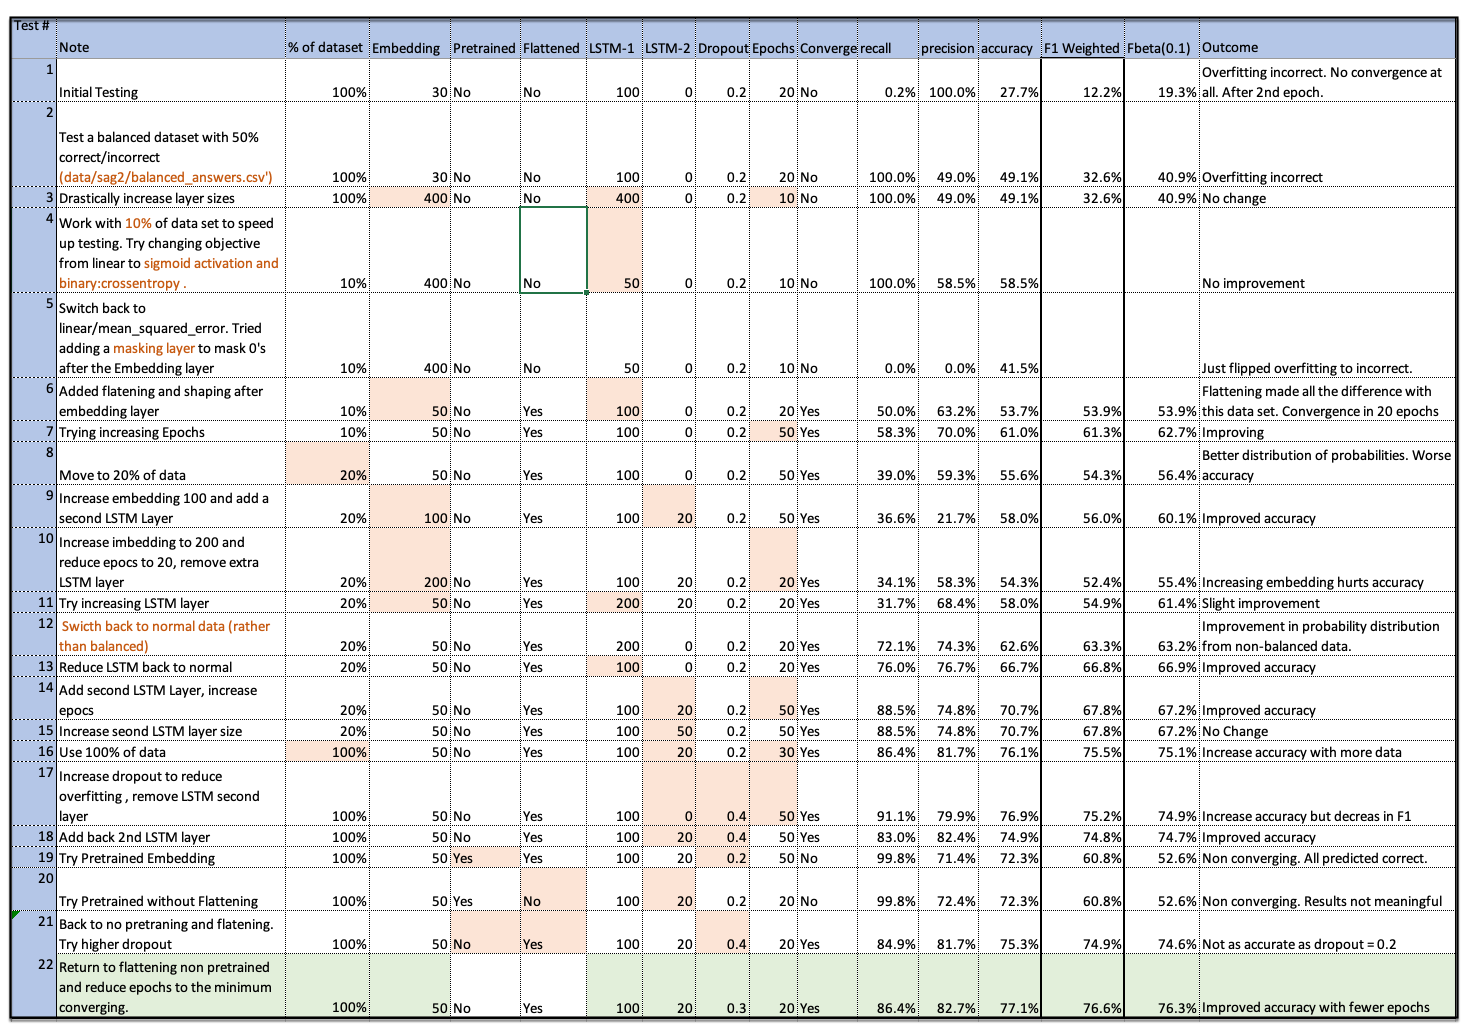 Test #
Note % of dataset Embedding Pretrained Flattened LSTM-1 LSTM-2 Dropout Epochs Converge recall precision accuracy F1 Weighted Fbeta(0.1) Outcome
1 Overfitting incorrect. No convergence at
Initial Testing 100% 30 No No 100 0 0.2 20 No 0.2% 100.0% 27.7% 12.2% 19.3% all. After 2nd epoch.
2
Test a balanced dataset with 50%
correct/incorrect
(data/sag2/balanced_answers.csv') 100% 30 No No 100 0 0.2 20 No 100.0% 49.0% 49.1% 32.6% 40.9% Overfitting incorrect
3 Drastically increase layer sizes 100% 400 No No 400 0 0.2 10 No 100.0% 49.0% 49.1% 32.6% 40.9% No change
4
Work with 10% of data set to speed
up testing. Try changing objective
from linear to sigmoid activation and
binary:crossentropy . 10% 400 No No 50 0 0.2 10 No 100.0% 58.5% 58.5% No improvement
5
Switch back to
linear/mean_squared_error. Tried
adding a masking layer to mask 0's
after the Embedding layer 10% 400 No No 50 0 0.2 10 No 0.0% 0.0% 41.5% Just flipped overfitting to incorrect.
6 Added flatening and shaping after Flattening made all the difference with
embedding layer 10% 50 No Yes 100 0 0.2 20 Yes 50.0% 63.2% 53.7% 53.9% 53.9% this data set. Convergence in 20 epochs
7 Trying increasing Epochs 10% 50 No Yes 100 0 0.2 50 Yes 58.3% 70.0% 61.0% 61.3% 62.7% Improving
8 Better distribution of probabilities. Worse
Move to 20% of data 20% 50 No Yes 100 0 0.2 50 Yes 39.0% 59.3% 55.6% 54.3% 56.4% accuracy
9 Increase embedding 100 and add a
second LSTM Layer 20% 100 No Yes 100 20 0.2 50 Yes 36.6% 21.7% 58.0% 56.0% 60.1% Improved accuracy
10
Increase imbedding to 200 and
reduce epocs to 20, remove extra
LSTM layer 20% 200 No Yes 100 20 0.2 20 Yes 34.1% 58.3% 54.3% 52.4% 55.4% Increasing embedding hurts accuracy
11 Try increasing LSTM layer 20% 50 No Yes 200 20 0.2 20 Yes 31.7% 68.4% 58.0% 54.9% 61.4% Slight improvement
12 Swicth back to normal data (rather Improvement in probability distribution
than balanced) 20% 50 No Yes 200 0 0.2 20 Yes 72.1% 74.3% 62.6% 63.3% 63.2% from non-balanced data.
13 Reduce LSTM back to normal 20% 50 No Yes 100 0 0.2 20 Yes 76.0% 76.7% 66.7% 66.8% 66.9% Improved accuracy
14 Add second LSTM Layer, increase
epocs 20% 50 No Yes 100 20 0.2 50 Yes 88.5% 74.8% 70.7% 67.8% 67.2% Improved accuracy
15 Increase seond LSTM layer size 20% 50 No Yes 100 50 0.2 50 Yes 88.5% 74.8% 70.7% 67.8% 67.2% No Change
16 Use 100% of data 100% 50 No Yes 100 20 0.2 30 Yes 86.4% 81.7% 76.1% 75.5% 75.1% Increase accuracy with more data
17 Increase dropout to reduce
overfitting , remove LSTM second
layer 100% 50 No Yes 100 0 0.4 50 Yes 91.1% 79.9% 76.9% 75.2% 74.9% Increase accuracy but decreas in F1
18 Add back 2nd LSTM layer 100% 50 No Yes 100 20 0.4 50 Yes 83.0% 82.4% 74.9% 74.8% 74.7% Improved accuracy
19 Try Pretrained Embedding 100% 50 Yes Yes 100 20 0.2 50 No 99.8% 71.4% 72.3% 60.8% 52.6% Non converging. All predicted correct.
20
Try Pretrained without Flattening 100% 50 Yes No 100 20 0.2 20 No 99.8% 72.4% 72.3% 60.8% 52.6% Non converging. Results not meaningful
21 Back to no pretraning and flatening.
Try higher dropout 100% 50 No Yes 100 20 0.4 20 Yes 84.9% 81.7% 75.3% 74.9% 74.6% Not as accurate as dropout = 0.2
22 Return to flattening non pretrained
and reduce epochs to the minimum
converging. 100% 50 No Yes 100 20 0.3 20 Yes 86.4% 82.7% 77.1% 76.6% 76.3% Improved accuracy with fewer epochs